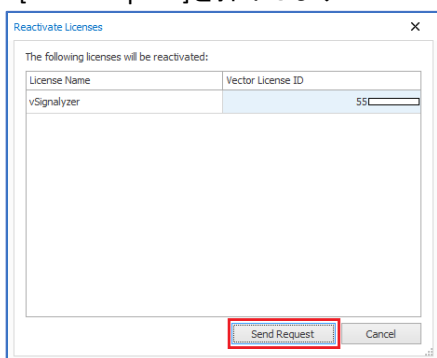 Reactivate Licenses
The following licenses will be reactivated:
License Name Vector License ID
vSignalyzer 55
Send Request Cancel